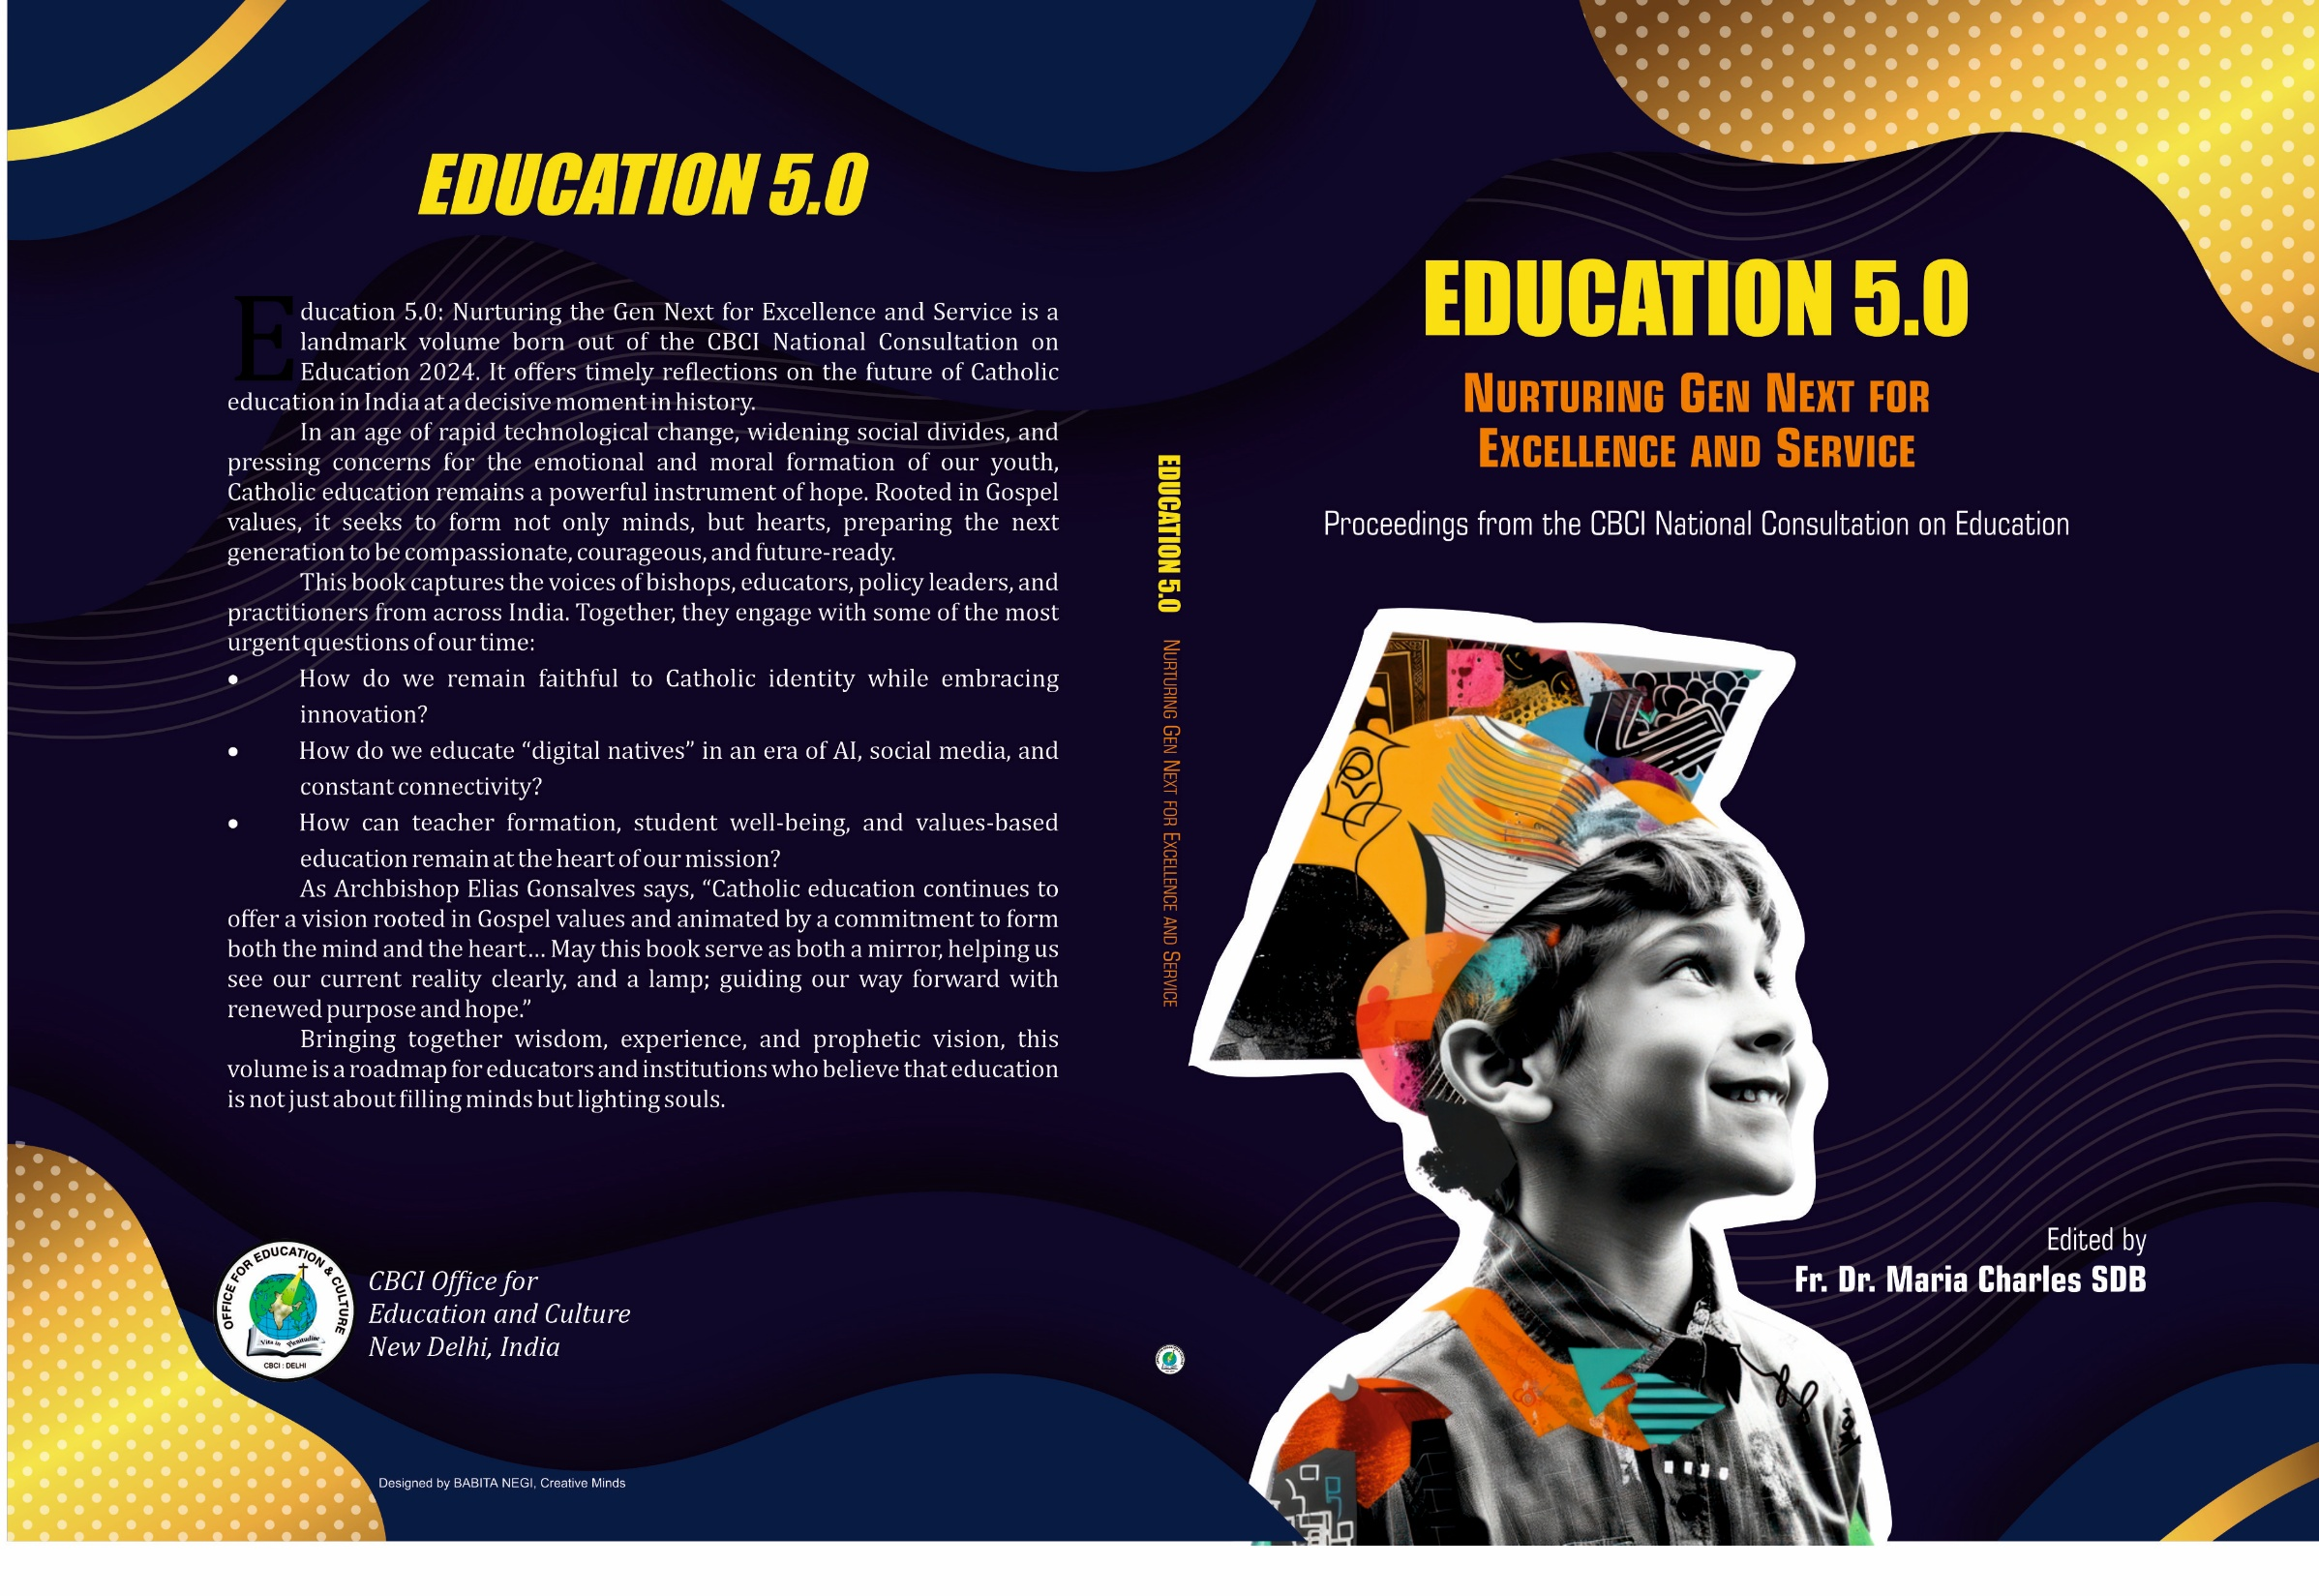 EDUCATION 5.0
Education 5.0: Nurturing the Gen Next for Excellence and Service is a
landmark volume born out of the CBCI National Consultation on
Education 2024. It offers timely reflections on the future of Catholic
education in India at a decisive moment in history.
In an age of rapid technological change, widening social divides, and
pressing concerns for the emotional and moral formation of our youth,
Catholic education remains a powerful instrument of hope. Rooted in Gospel
values, it seeks to form not only minds, but hearts, preparing the next
generation to be compassionate, courageous, and future-ready.
This book captures the voices of bishops, educators, policy leaders, and
practitioners from across India. Together, they engage with some of the most
urgent questions of our time:
• How do we remain faithful to Catholic identity while embracing
innovation?
• How do we educate “digital natives” in an era of AI, social media, and
constant connectivity?
• How can teacher formation, student well-being, and values-based
education remain at the heart of our mission?
As Archbishop Elias Gonsalves says, “Catholic education continues to
offer a vision rooted in Gospel values and animated by a commitment to form
both the mind and the heart... May this book serve as both a mirror, helping us
see our current reality clearly, and a lamp; guiding our way forward with
renewed purpose and hope.”
Bringing together wisdom, experience, and prophetic vision, this
volume is a roadmap for educators and institutions who believe that education
is not just about filling minds but lighting souls.
OFFICE FOR EDUCATION & CULTURE
Vita in Plenitudine
CBCI : DELHI
CBCI Office for
Education and Culture
New Delhi, India
Designed by BABITA NEGI, Creative Minds
EDUCATION 5.0 NURTURING GEN NEXT FOR EXCELLENCE AND SERVICE
EDUCATION 5.0
NURTURING GEN NEXT FOR
EXCELLENCE AND SERVICE
Proceedings from the CBCI National Consultation on Education
Edited by
Fr. Dr. Maria Charles SDB